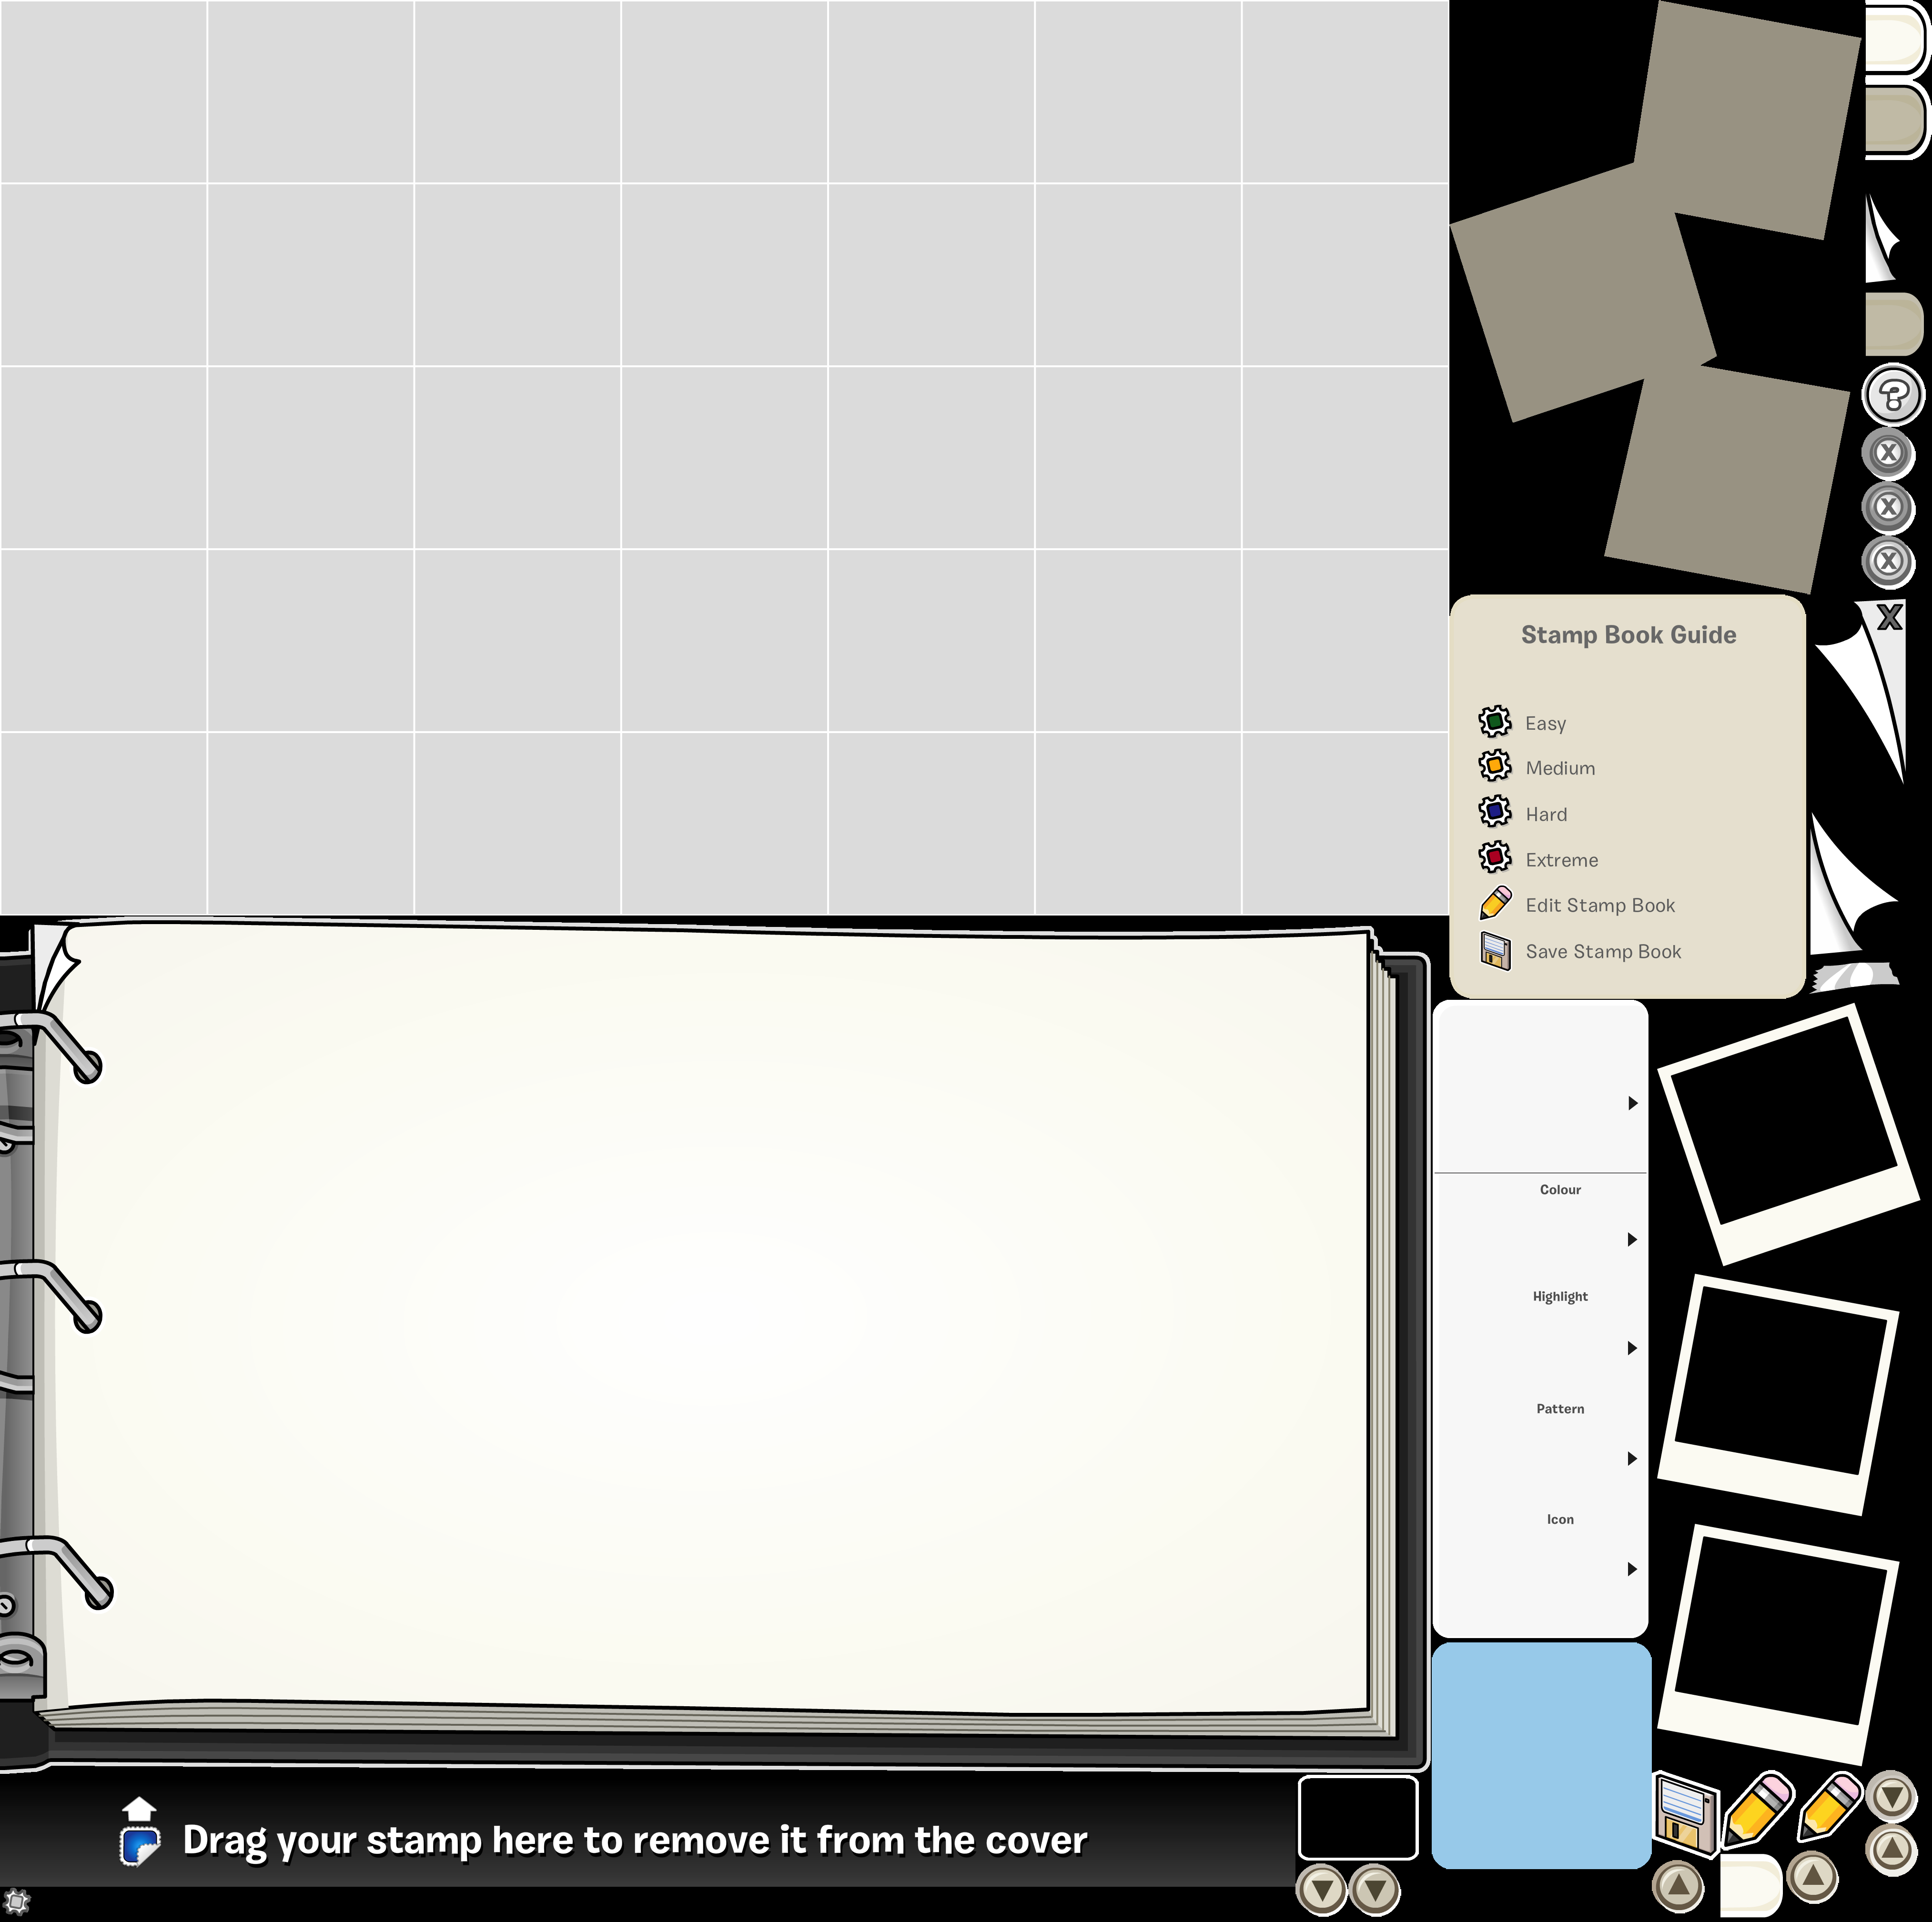 Stamp Book Guide
Easy
Medium
Hard
Extreme
Edit Stamp Book
Save Stamp Book
Colour
Highlight
Pattern
Icon
Drag your stamp here to remove it from the cover
?
X
X
X
X